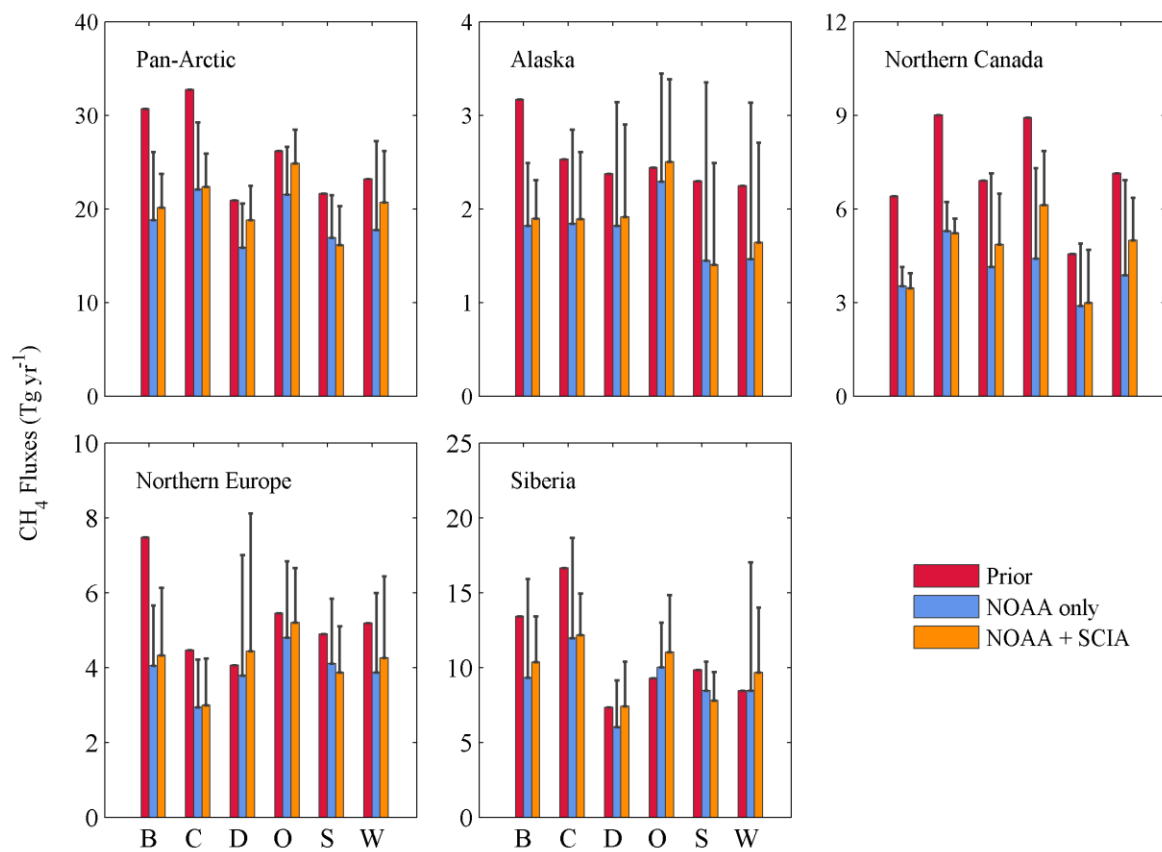 40
30
20
10
0
Pan-Arctic
4
3
2
1
0
Alaska
12
9
6
3
0
Northern Canada
CH4 Fluxes (Tg yr-1)
10
8
6
4
2
0
Northern Europe
B C D O S W
25
20
15
10
5
0
Siberia
B C D O S W
Prior
NOAA only
NOAA + SCIA